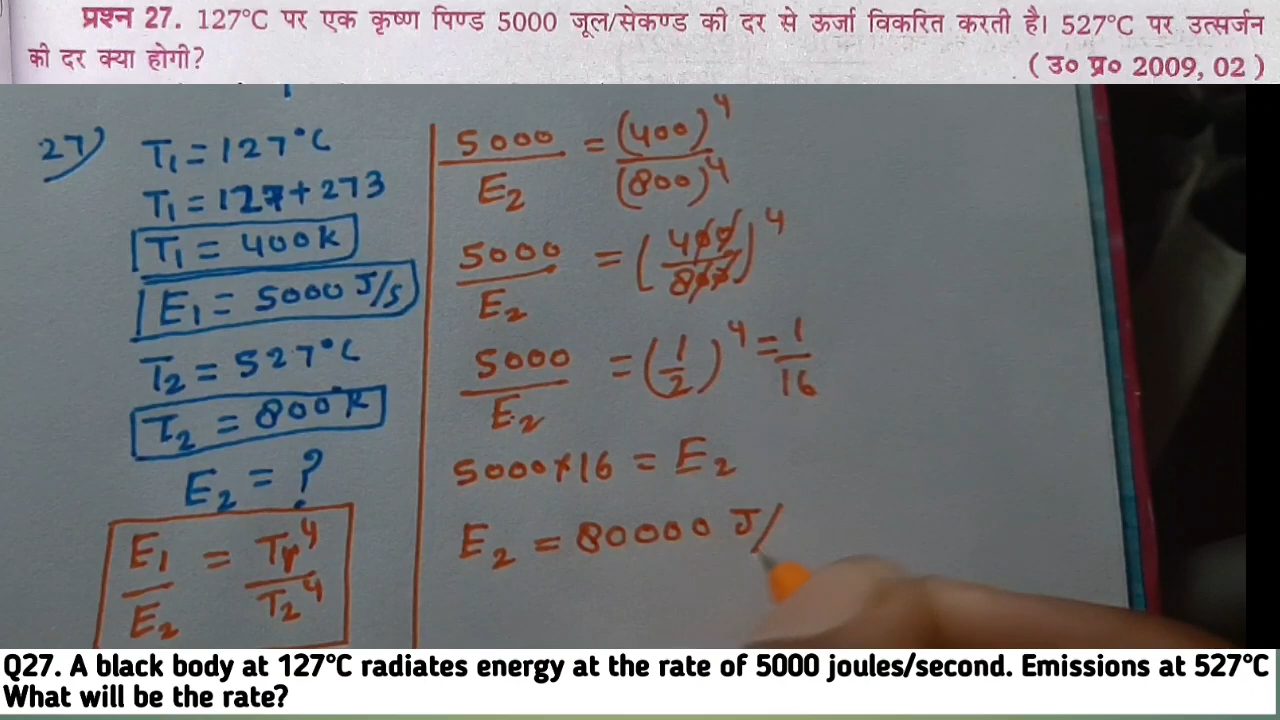 प्रश्न 27. 127°C पर एक कृष्ण पिण्ड 5000 जूल/सेकण्ड की दर से ऊर्जा विकरित करती है। 527°C पर उत्सर्जन
की दर क्या होगी? ( उ० प्र० 2009, 02 )
27)
T₁ = 127°C
T₁ = 127 + 273
T₁ = 400K
E₁ = 5000 J/s
T₂ = 527°C
T₂ = 800K
E₂ = ?
E₁/E₂ = T₁⁴/T₂⁴
5000/E₂ = (400)⁴/(800)⁴
5000/E₂ = (400/800)⁴
5000/E₂ = (1/2)⁴ = 1/16
5000×16 = E₂
E₂ = 80000 J/
Q27. A black body at 127°C radiates energy at the rate of 5000 joules/second. Emissions at 527°C
What will be the rate?